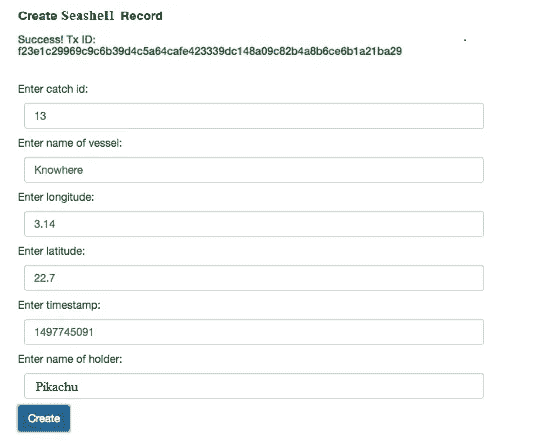 Create Seashell Record
Success! Tx ID:
f23e1c29969c9c6b39d4c5a64cafe423339dc148a09c82b4a8b6ce6b1a21ba29
Enter catch id:
13
Enter name of vessel:
Knowhere
Enter longitude:
3.14
Enter latitude:
22.7
Enter timestamp:
1497745091
Enter name of holder:
Pikachu
Create